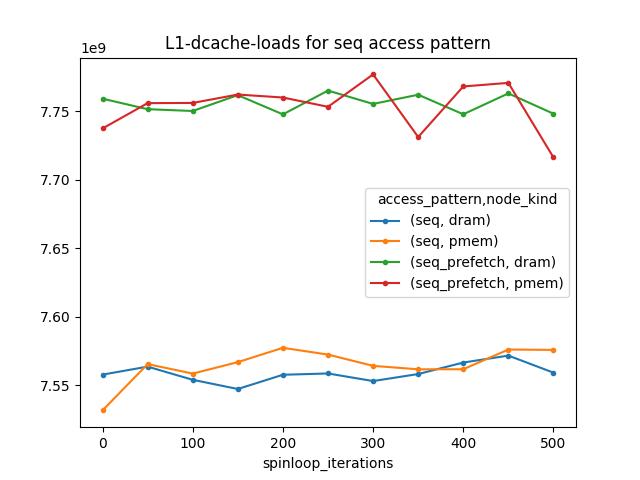 L1-dcache-loads for seq access pattern
1e9
7.75
7.70
7.65
7.60
7.55
access_pattern,node_kind
(seq, dram)
(seq, pmem)
(seq_prefetch, dram)
(seq_prefetch, pmem)
0 100 200 300 400 500
spinloop_iterations